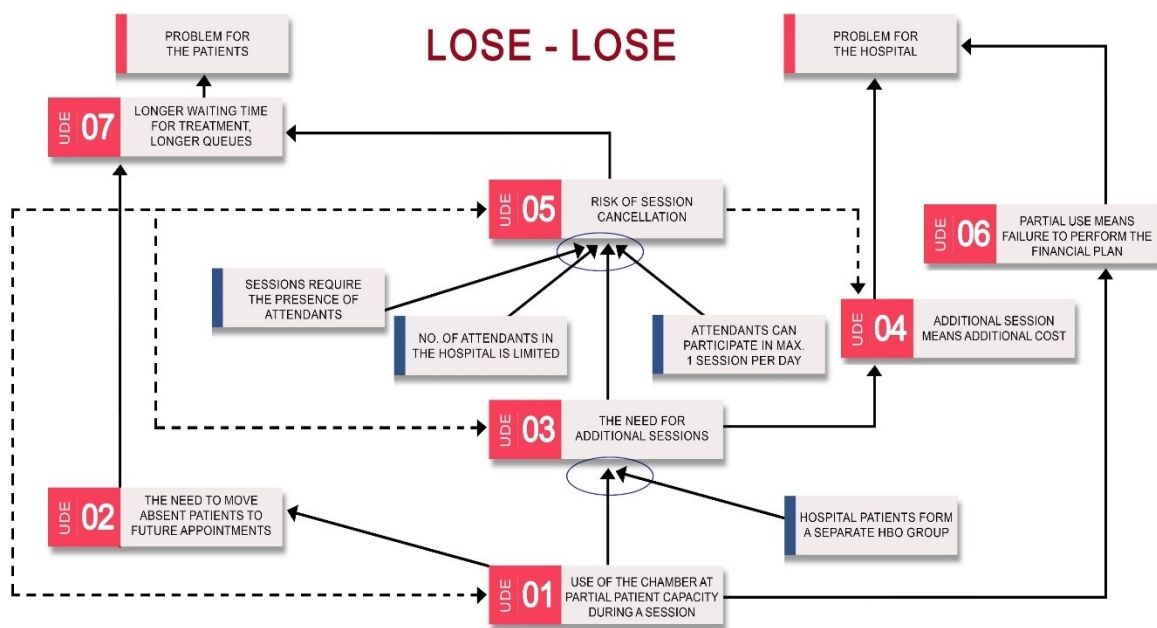 LOSE - LOSE
PROBLEM FOR
THE PATIENTS
PROBLEM FOR
THE HOSPITAL
UDE 07
LONGER WAITING TIME
FOR TREATMENT,
LONGER QUEUES
UDE 05
RISK OF SESSION
CANCELLATION
UDE 06
PARTIAL USE MEANS
FAILURE TO PERFORM THE
FINANCIAL PLAN
SESSIONS REQUIRE
THE PRESENCE OF
ATTENDANTS
NO. OF ATTENDANTS IN
THE HOSPITAL IS LIMITED
ATTENDANTS CAN
PARTICIPATE IN MAX.
1 SESSION PER DAY
UDE 04
ADDITIONAL SESSION
MEANS ADDITIONAL COST
UDE 03
THE NEED FOR
ADDITIONAL SESSIONS
UDE 02
THE NEED TO MOVE
ABSENT PATIENTS TO
FUTURE APPOINTMENTS
HOSPITAL PATIENTS FORM
A SEPARATE HBO GROUP
UDE 01
USE OF THE CHAMBER AT
PARTIAL PATIENT CAPACITY
DURING A SESSION